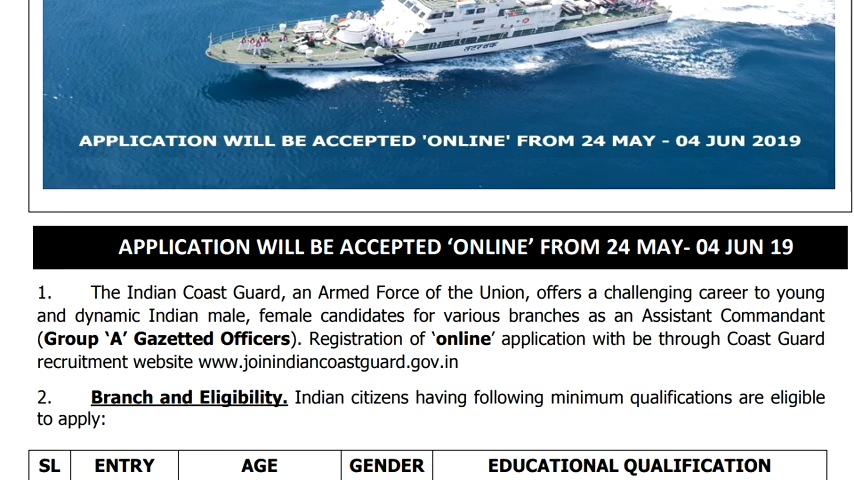 APPLICATION WILL BE ACCEPTED 'ONLINE' FROM 24 MAY - 04 JUN 2019
APPLICATION WILL BE ACCEPTED ‘ONLINE’ FROM 24 MAY- 04 JUN 19
1. The Indian Coast Guard, an Armed Force of the Union, offers a challenging career to young
and dynamic Indian male, female candidates for various branches as an Assistant Commandant
(Group ‘A’ Gazetted Officers). Registration of ‘online’ application with be through Coast Guard
recruitment website www.joinindiancoastguard.gov.in
2. Branch and Eligibility. Indian citizens having following minimum qualifications are eligible
to apply:
SL ENTRY AGE GENDER EDUCATIONAL QUALIFICATION